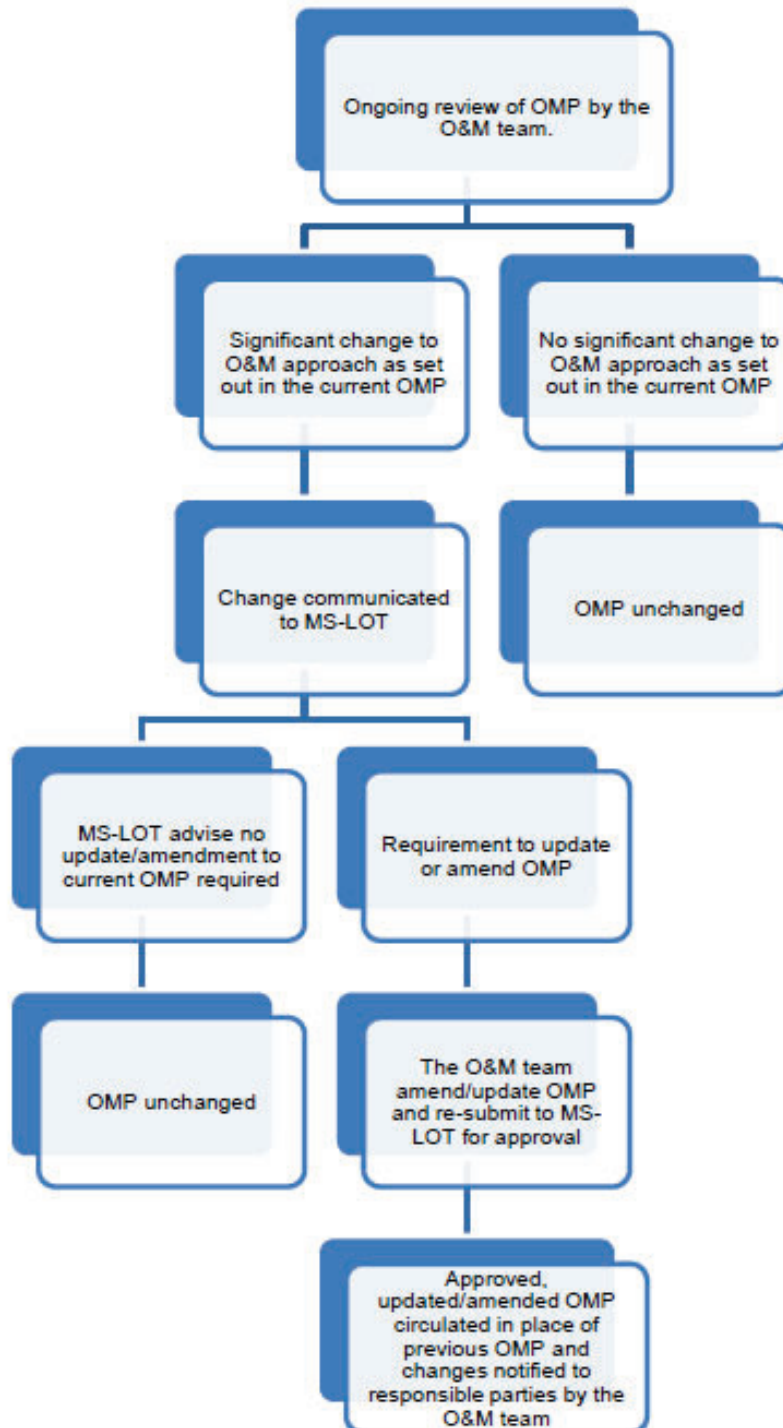 Ongoing review of OMP by the
O&M team.
Significant change to
O&M approach as set
out in the current OMP
No significant change to
O&M approach as set
out in the current OMP
Change communicated
to MS-LOT
OMP unchanged
MS-LOT advise no
update/amendment to
current OMP required
Requirement to update
or amend OMP
OMP unchanged
The O&M team
amend/update OMP
and re-submit to MS-
LOT for approval
Approved,
updated/amended OMP
circulated in place of
previous OMP and
changes notified to
responsible parties by the
O&M team